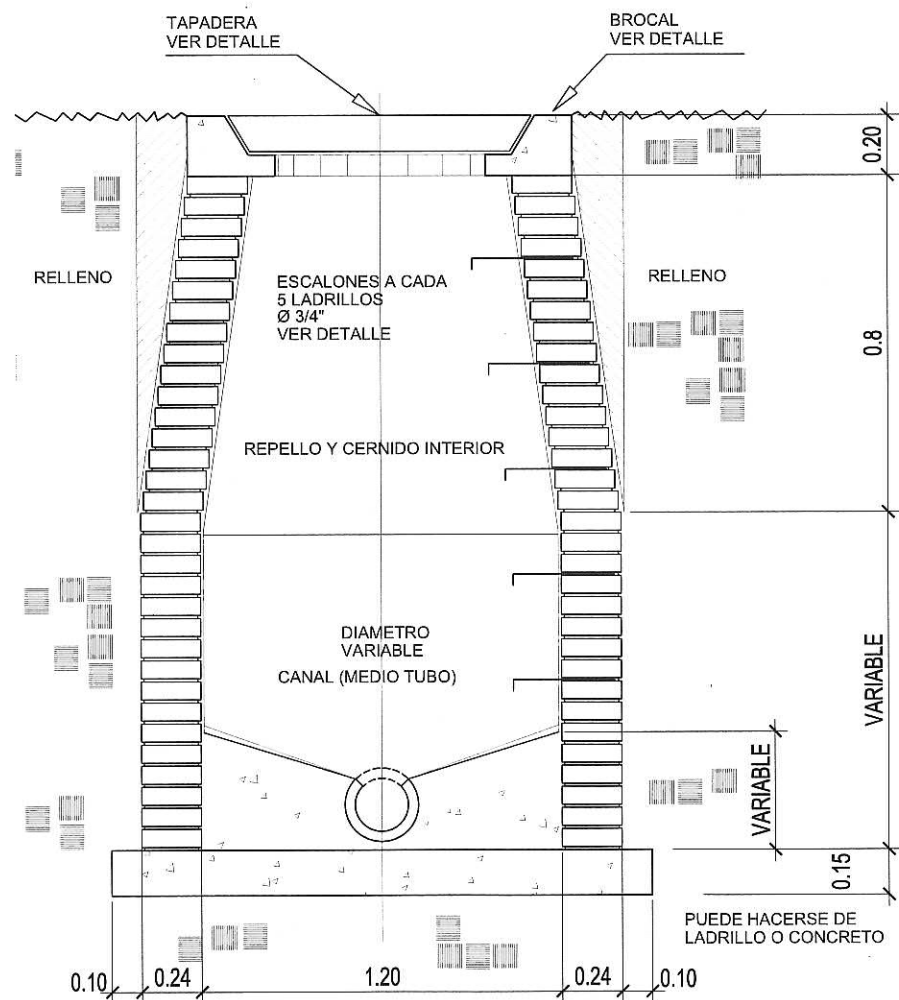 TAPADERA
VER DETALLE
BROCAL
VER DETALLE
0.20
RELLENO
ESCALONES A CADA
5 LADRILLOS
Ø 3/4"
VER DETALLE
RELLENO
0.8
REPELLO Y CERNIDO INTERIOR
DIAMETRO
VARIABLE
CANAL (MEDIO TUBO)
VARIABLE
VARIABLE
0.15
PUEDE HACERSE DE
LADRILLO O CONCRETO
0.10
0.24
1.20
0.24
0.10